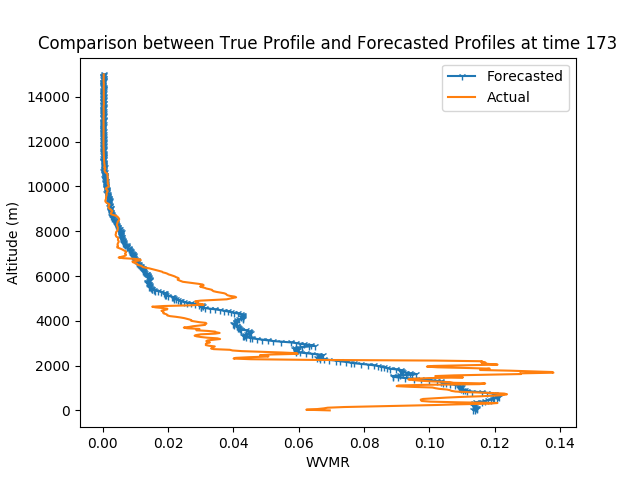 Comparison between True Profile and Forecasted Profiles at time 173
Forecasted
Actual
14000
12000
10000
8000
6000
4000
2000
0
Altitude (m)
0.00 0.02 0.04 0.06 0.08 0.10 0.12 0.14
WVMR